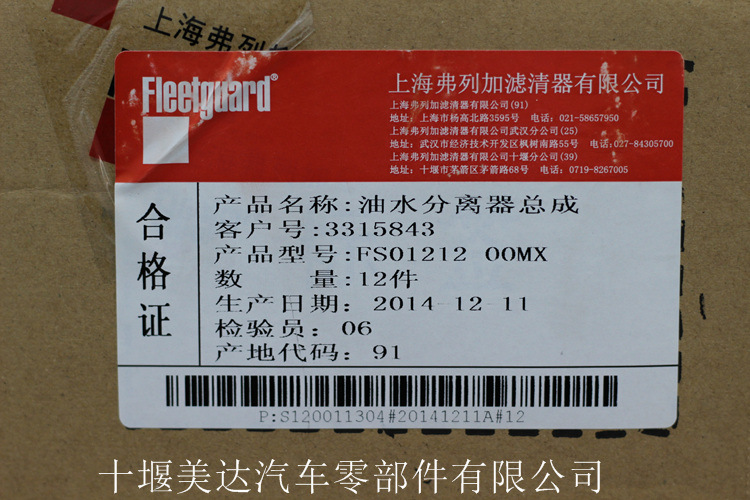 上海弗列
Fleetguard®
上海弗列加滤清器有限公司
上海弗列加滤清器有限公司(91)
地址：上海市杨高北路3595号 电话：021-58657950
上海弗列加滤清器有限公司武汉分公司(25)
地址：武汉市经济技术开发区枫树南路55号 电话:027-84305700
上海弗列加滤清器有限公司十堰分公司(39)
地址：十堰市茅箭区茅箭路68号 电话：0719-8267005
合格证
产品名称:油水分离器总成
客户号:3315843
产品型号:FS01212 00MX
数 量:12件
生产日期: 2014-12-11
检验员: 06
产地代码: 91
P:S120011304#20141211A#12
十堰美达汽车零部件有限公司